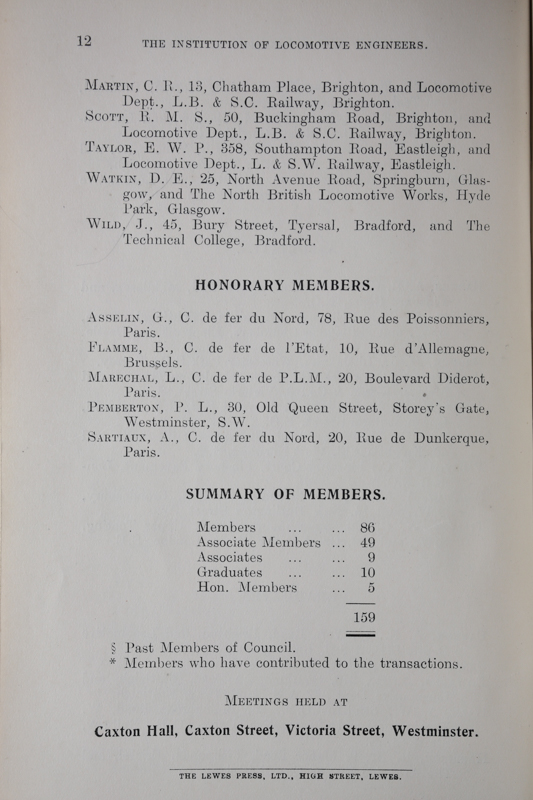 12 THE INSTITUTION OF LOCOMOTIVE ENGINEERS.
MARTIN, C. R., 13, Chatham Place, Brighton, and Locomotive
Dept., L.B. & S.C. Railway, Brighton.
SCOTT, R. M. S., 50, Buckingham Road, Brighton, and
Locomotive Dept., L.B. & S.C. Railway, Brighton.
TAYLOR, E. W. P., 358, Southampton Road, Eastleigh, and
Locomotive Dept., L. & S.W. Railway, Eastleigh.
WATKIN, D. E., 25, North Avenue Road, Springburn, Glas-
gow, and The North British Locomotive Works, Hyde
Park, Glasgow.
WILD, J., 45, Bury Street, Tyersal, Bradford, and The
Technical College, Bradford.
HONORARY MEMBERS.
ASSELIN, G., C. de fer du Nord, 78, Rue des Poissonniers,
Paris.
FLAMME, B., C. de fer de l'Etat, 10, Rue d'Allemagne,
Brussels.
MARECHAL, L., C. de fer de P.L.M., 20, Boulevard Diderot,
Paris.
PEMBERTON, P. L., 30, Old Queen Street, Storey's Gate,
Westminster, S.W.
SARTIAUX, A., C. de fer du Nord, 20, Rue de Dunkerque,
Paris.
SUMMARY OF MEMBERS.
Members ... ... 86
Associate Members ... 49
Associates ... ... 9
Graduates ... ... 10
Hon. Members ... 5
159
§ Past Members of Council.
* Members who have contributed to the transactions.
MEETINGS HELD AT
Caxton Hall, Caxton Street, Victoria Street, Westminster.
THE LEWES PRESS, LTD., HIGH STREET, LEWES.